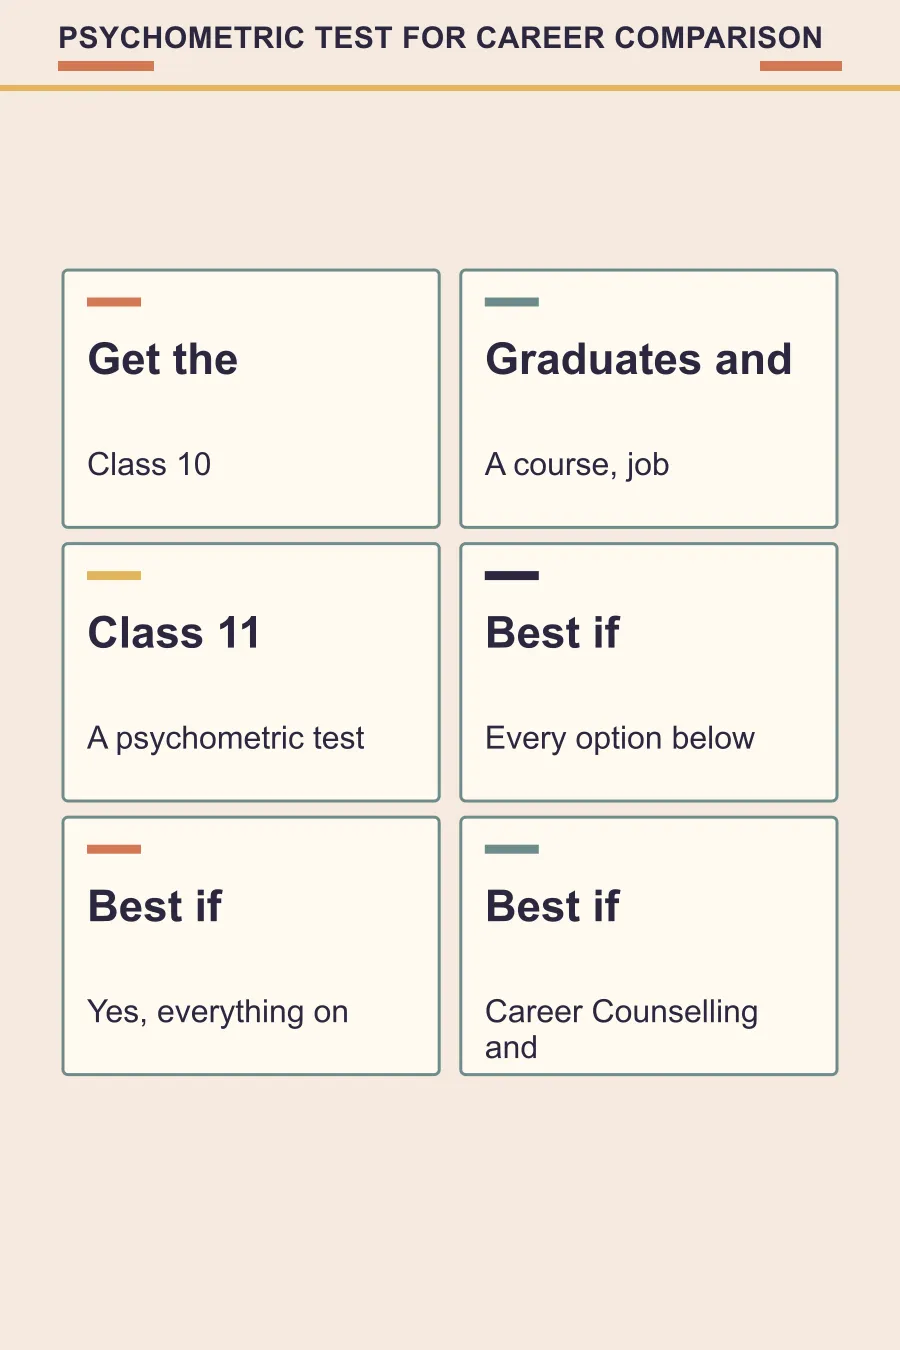 PSYCHOMETRIC TEST FOR CAREER COMPARISON
Get the
Class 10
Graduates and
A course, job
Class 11
A psychometric test
Best if
Every option below
Best if
Yes, everything on
Best if
Career Counselling
and